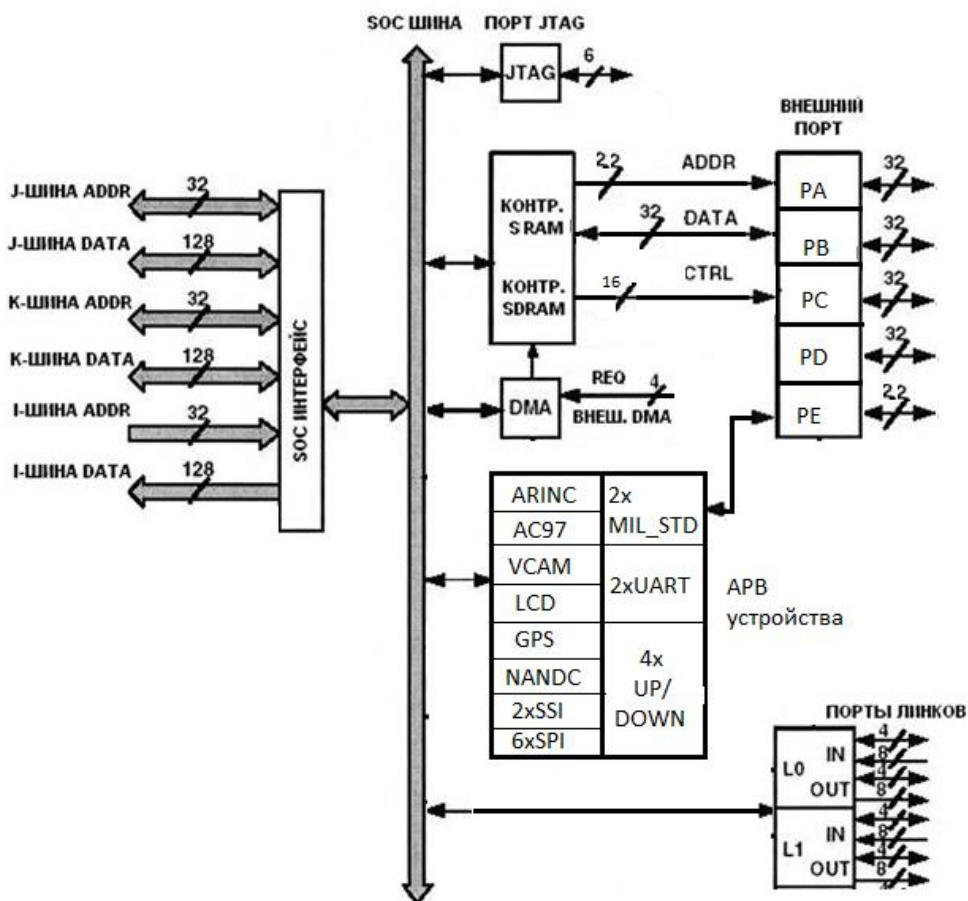 SOC ШИНА
ПОРТ JTAG
JTAG
6
ВНЕШНИЙ
ПОРТ
J-ШИНА ADDR
32
J-ШИНА DATA
128
K-ШИНА ADDR
32
K-ШИНА DATA
128
I-ШИНА ADDR
32
I-ШИНА DATA
128
SOC ИНТЕРФЕЙС
КОНТР.
SRAM
КОНТР.
SDRAM
22
ADDR
32
DATA
16
CTRL
PA
32
PB
32
PC
32
PD
32
PE
22
DMA
REQ
4
ВНЕШ. DMA
ARINC
AC97
VCAM
LCD
GPS
NANDC
2xSSI
6xSPI
2x
MIL_STD
2xUART
4x
UP/
DOWN
APB
устройства
ПОРТЫ ЛИНКОВ
L0
IN
OUT
4
8
4
8
L1
IN
OUT
4
8
4
8
4